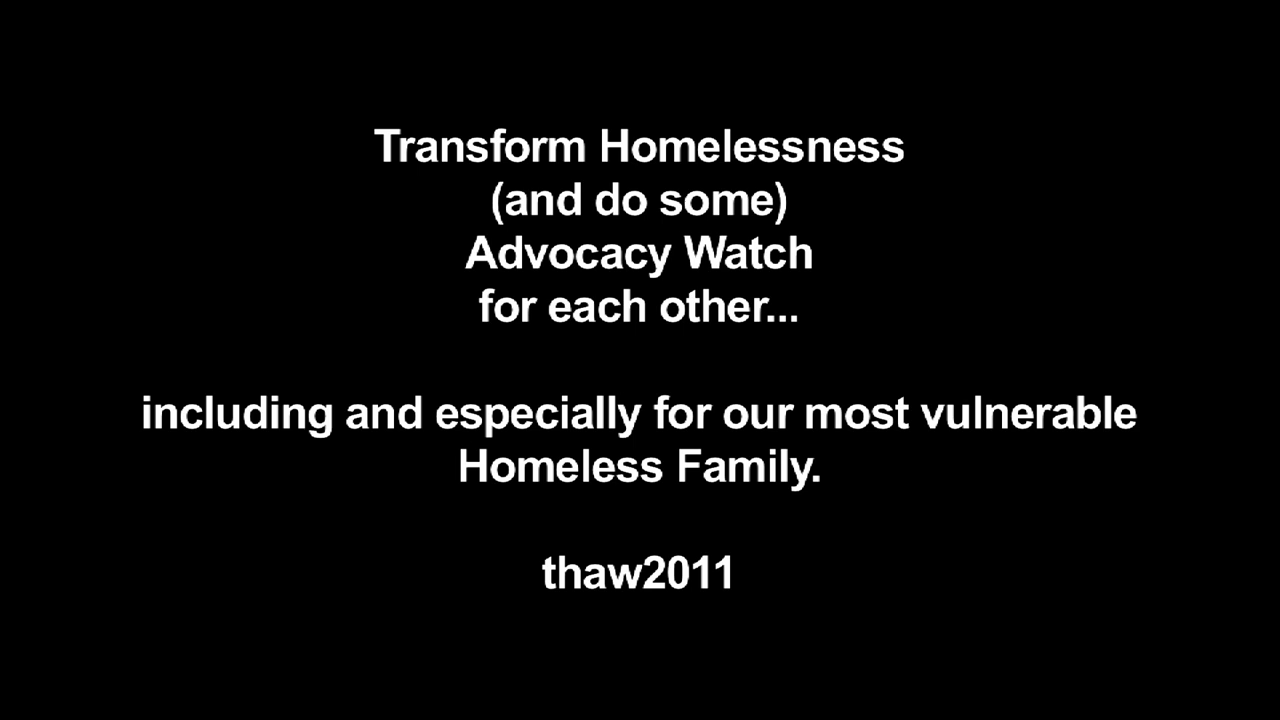 Transform Homelessness
(and do some)
Advocacy Watch
for each other...
including and especially for our most vulnerable
Homeless Family.
thaw2011